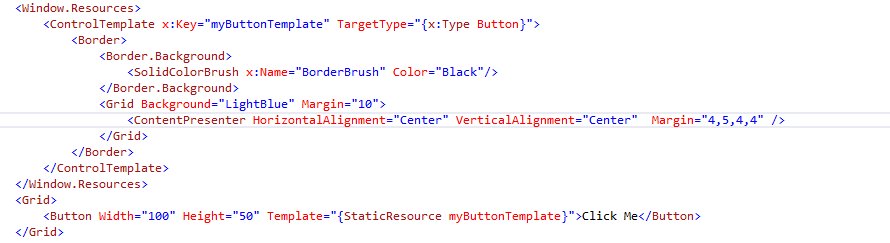 <Window.Resources>
<ControlTemplate x:Key="myButtonTemplate" TargetType="{x:Type Button}">
<Border>
<Border.Background>
<SolidColorBrush x:Name="BorderBrush" Color="Black"/>
</Border.Background>
<Grid Background="LightBlue" Margin="10">
<ContentPresenter HorizontalAlignment="Center" VerticalAlignment="Center"  Margin="4,5,4,4" />
</Grid>
</Border>
</ControlTemplate>
</Window.Resources>
<Grid>
<Button Width="100" Height="50" Template="{StaticResource myButtonTemplate}">Click Me</Button>
</Grid>